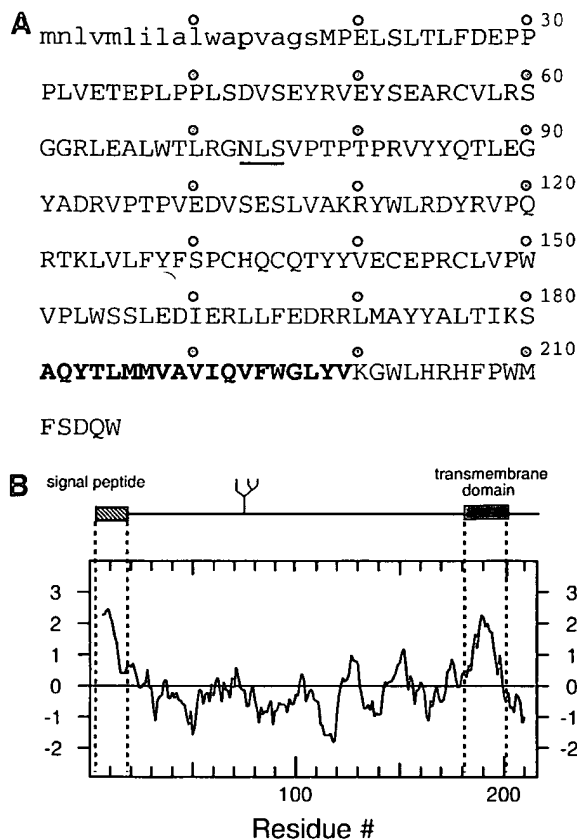 A
mnlvmlilalwapvagsMPELSLTLFDEPP 30
PLVETEPLPPLSDVSEYRVEYSEARCVLRS 60
GGRLEALWTLRGNLSVPTPTPRVYYQTLEG 90
YADRVPTPVEDVSESLVAKRYWLRDYRVPQ 120
RTKLVLFYFSPCHQCQTYYVECEPRCLVPW 150
VPLWSSLEDIERLLFEDRRLMAYYALTIKS 180
AQYTLMMVAVIQVFWGLYVKGWLHRHFPWM 210
FSDQW
B
signal peptide
transmembrane
domain
3 3
2 2
1 1
0 0
-1 -1
-2 -2
100 200
Residue #